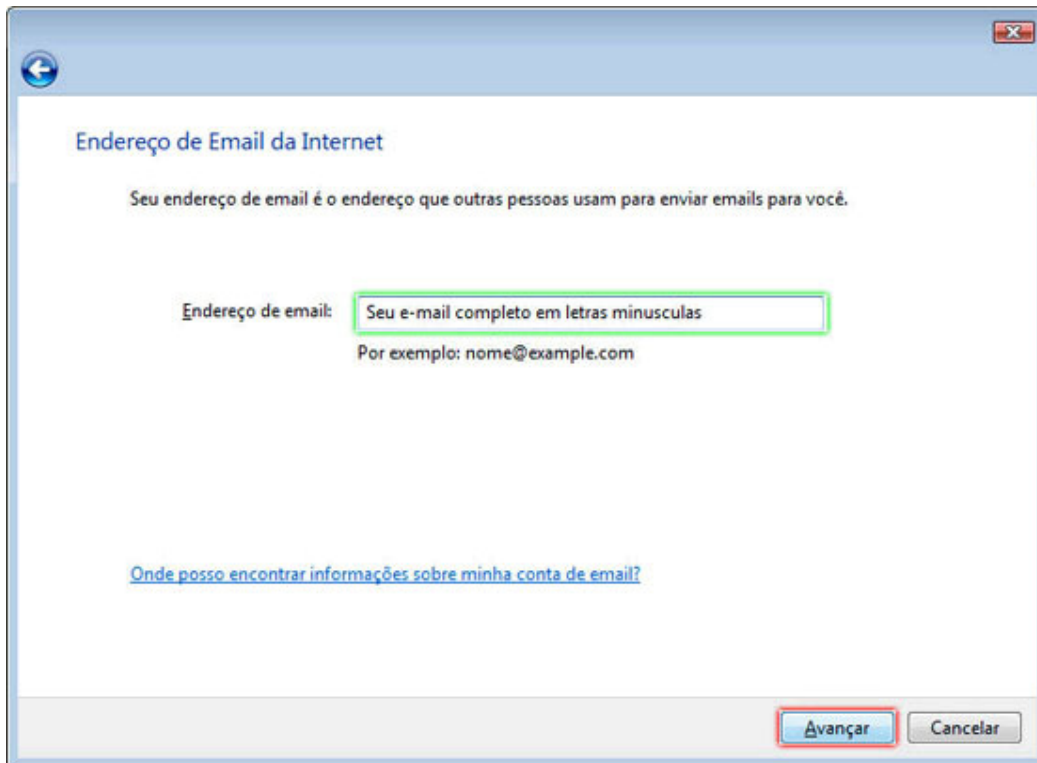 Endereço de Email da Internet
Seu endereço de email é o endereço que outras pessoas usam para enviar emails para você.
Endereço de email: Seu e-mail completo em letras minusculas
Por exemplo: nome@example.com
Onde posso encontrar informações sobre minha conta de email?
Avançar Cancelar